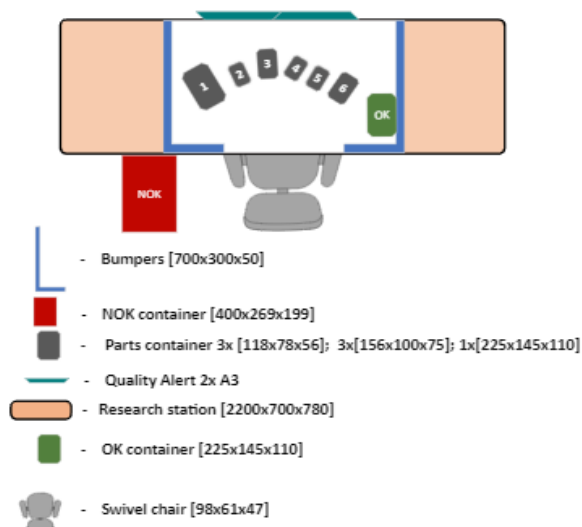 1
2
3
4
5
6
OK
NOK
- Bumpers [700x300x50]
- NOK container [400x269x199]
- Parts container 3x [118x78x56]; 3x[156x100x75]; 1x[225x145x110]
- Quality Alert 2x A3
- Research station [2200x700x780]
- OK container [225x145x110]
- Swivel chair [98x61x47]